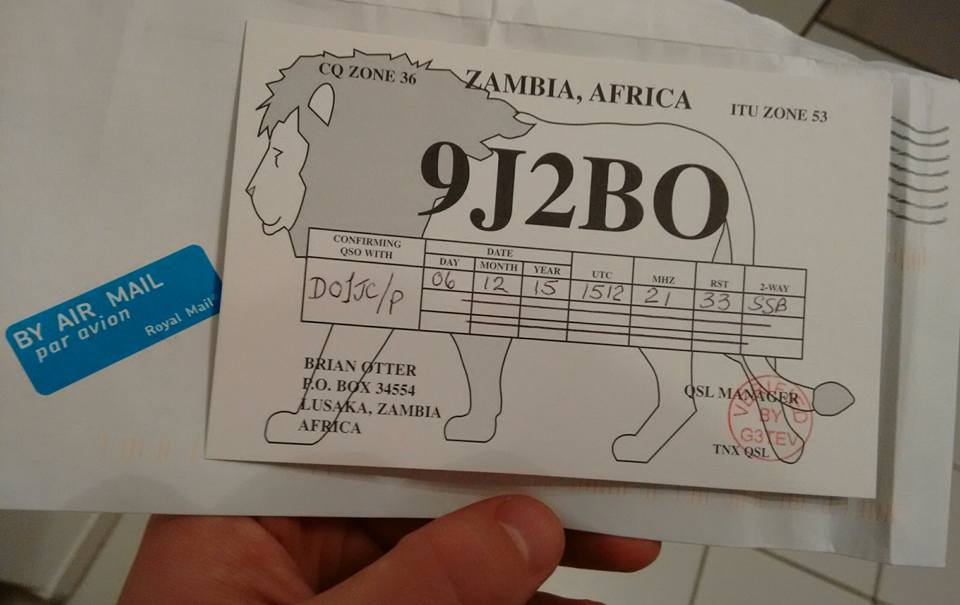 CQ ZONE 36
ZAMBIA, AFRICA
ITU ZONE 53
9J2BO
CONFIRMING
QSO WITH
DATE
DAY MONTH YEAR UTC MHZ RST 2-WAY
DO1JC/P 06 12 15 1512 21 33 SSB
BRIAN OTTER
P.O. BOX 34554
LUSAKA, ZAMBIA
AFRICA
QSL MANAGER
VERIFIED
BY
G3TEV
TNX QSL
BY AIR MAIL
par avion
Royal Mail